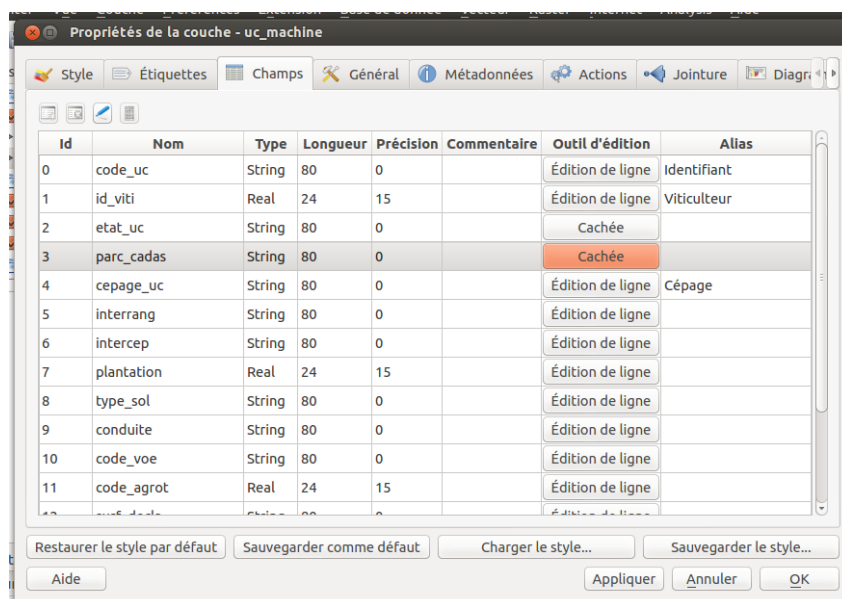 Propriétés de la couche - uc_machine
Style Étiquettes Champs Général Métadonnées Actions Jointure
Id Nom Type Longueur Précision Commentaire Outil d'édition Alias
0 code_uc String 80 0 Édition de ligne Identifiant
1 id_viti Real 24 15 Édition de ligne Viticulteur
2 etat_uc String 80 0 Cachée
3 parc_cadas String 80 0 Cachée
4 cepage_uc String 80 0 Édition de ligne Cépage
5 interrang String 80 0 Édition de ligne
6 intercep String 80 0 Édition de ligne
7 plantation Real 24 15 Édition de ligne
8 type_sol String 80 0 Édition de ligne
9 conduite String 80 0 Édition de ligne
10 code_voe String 80 0 Édition de ligne
11 code_agrot Real 24 15 Édition de ligne
Restaurer le style par défaut Sauvegarder comme défaut Charger le style... Sauvegarder le style...
Aide Appliquer Annuler OK